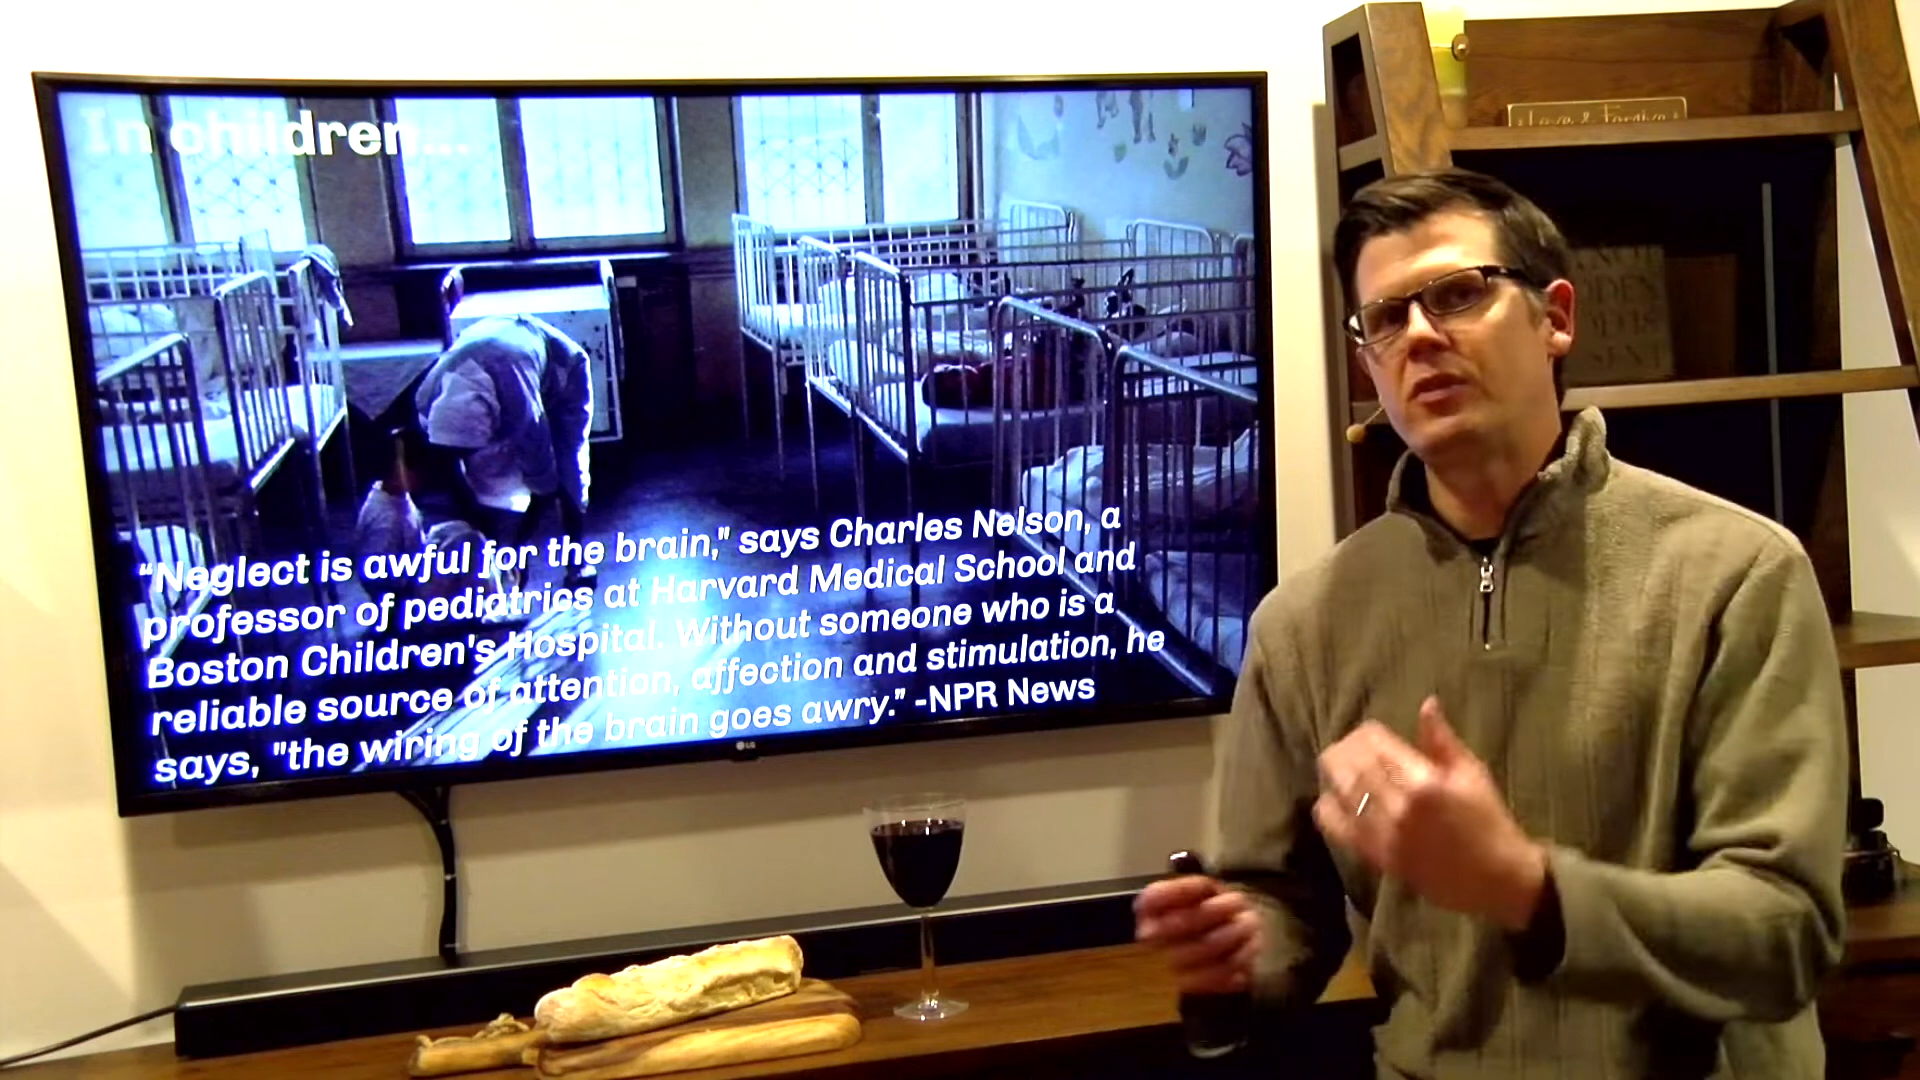 In children...
Love & Forgive
“Neglect is awful for the brain," says Charles Nelson, a
professor of pediatrics at Harvard Medical School and
Boston Children's Hospital. Without someone who is a
reliable source of attention, affection and stimulation, he
says, "the wiring of the brain goes awry.” -NPR News
LG